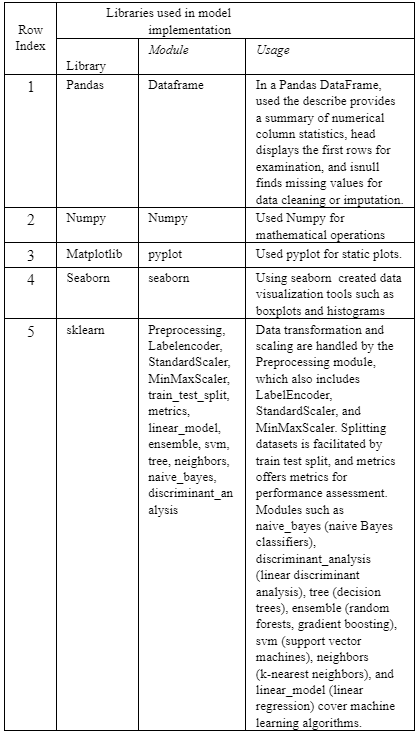 Row
Index
Libraries used in model
implementation
Library
Module
Usage
1
Pandas
Dataframe
In a Pandas DataFrame,
used the describe provides
a summary of numerical
column statistics, head
displays the first rows for
examination, and isnull
finds missing values for
data cleaning or imputation.
2
Numpy
Numpy
Used Numpy for
mathematical operations
3
Matplotlib
pyplot
Used pyplot for static plots.
4
Seaborn
seaborn
Using seaborn created data
visualization tools such as
boxplots and histograms
5
sklearn
Preprocessing,
Labelencoder,
StandardScaler,
MinMaxScaler,
train_test_split,
metrics,
linear_model,
ensemble, svm,
tree, neighbors,
naive_bayes,
discriminant_an
alysis
Data transformation and
scaling are handled by the
Preprocessing module,
which also includes
LabelEncoder,
StandardScaler, and
MinMaxScaler. Splitting
datasets is facilitated by
train test split, and metrics
offers metrics for
performance assessment.
Modules such as
naive_bayes (naive Bayes
classifiers),
discriminant_analysis
(linear discriminant
analysis), tree (decision
trees), ensemble (random
forests, gradient boosting),
svm (support vector
machines), neighbors
(k-nearest neighbors), and
linear_model (linear
regression) cover machine
learning algorithms.